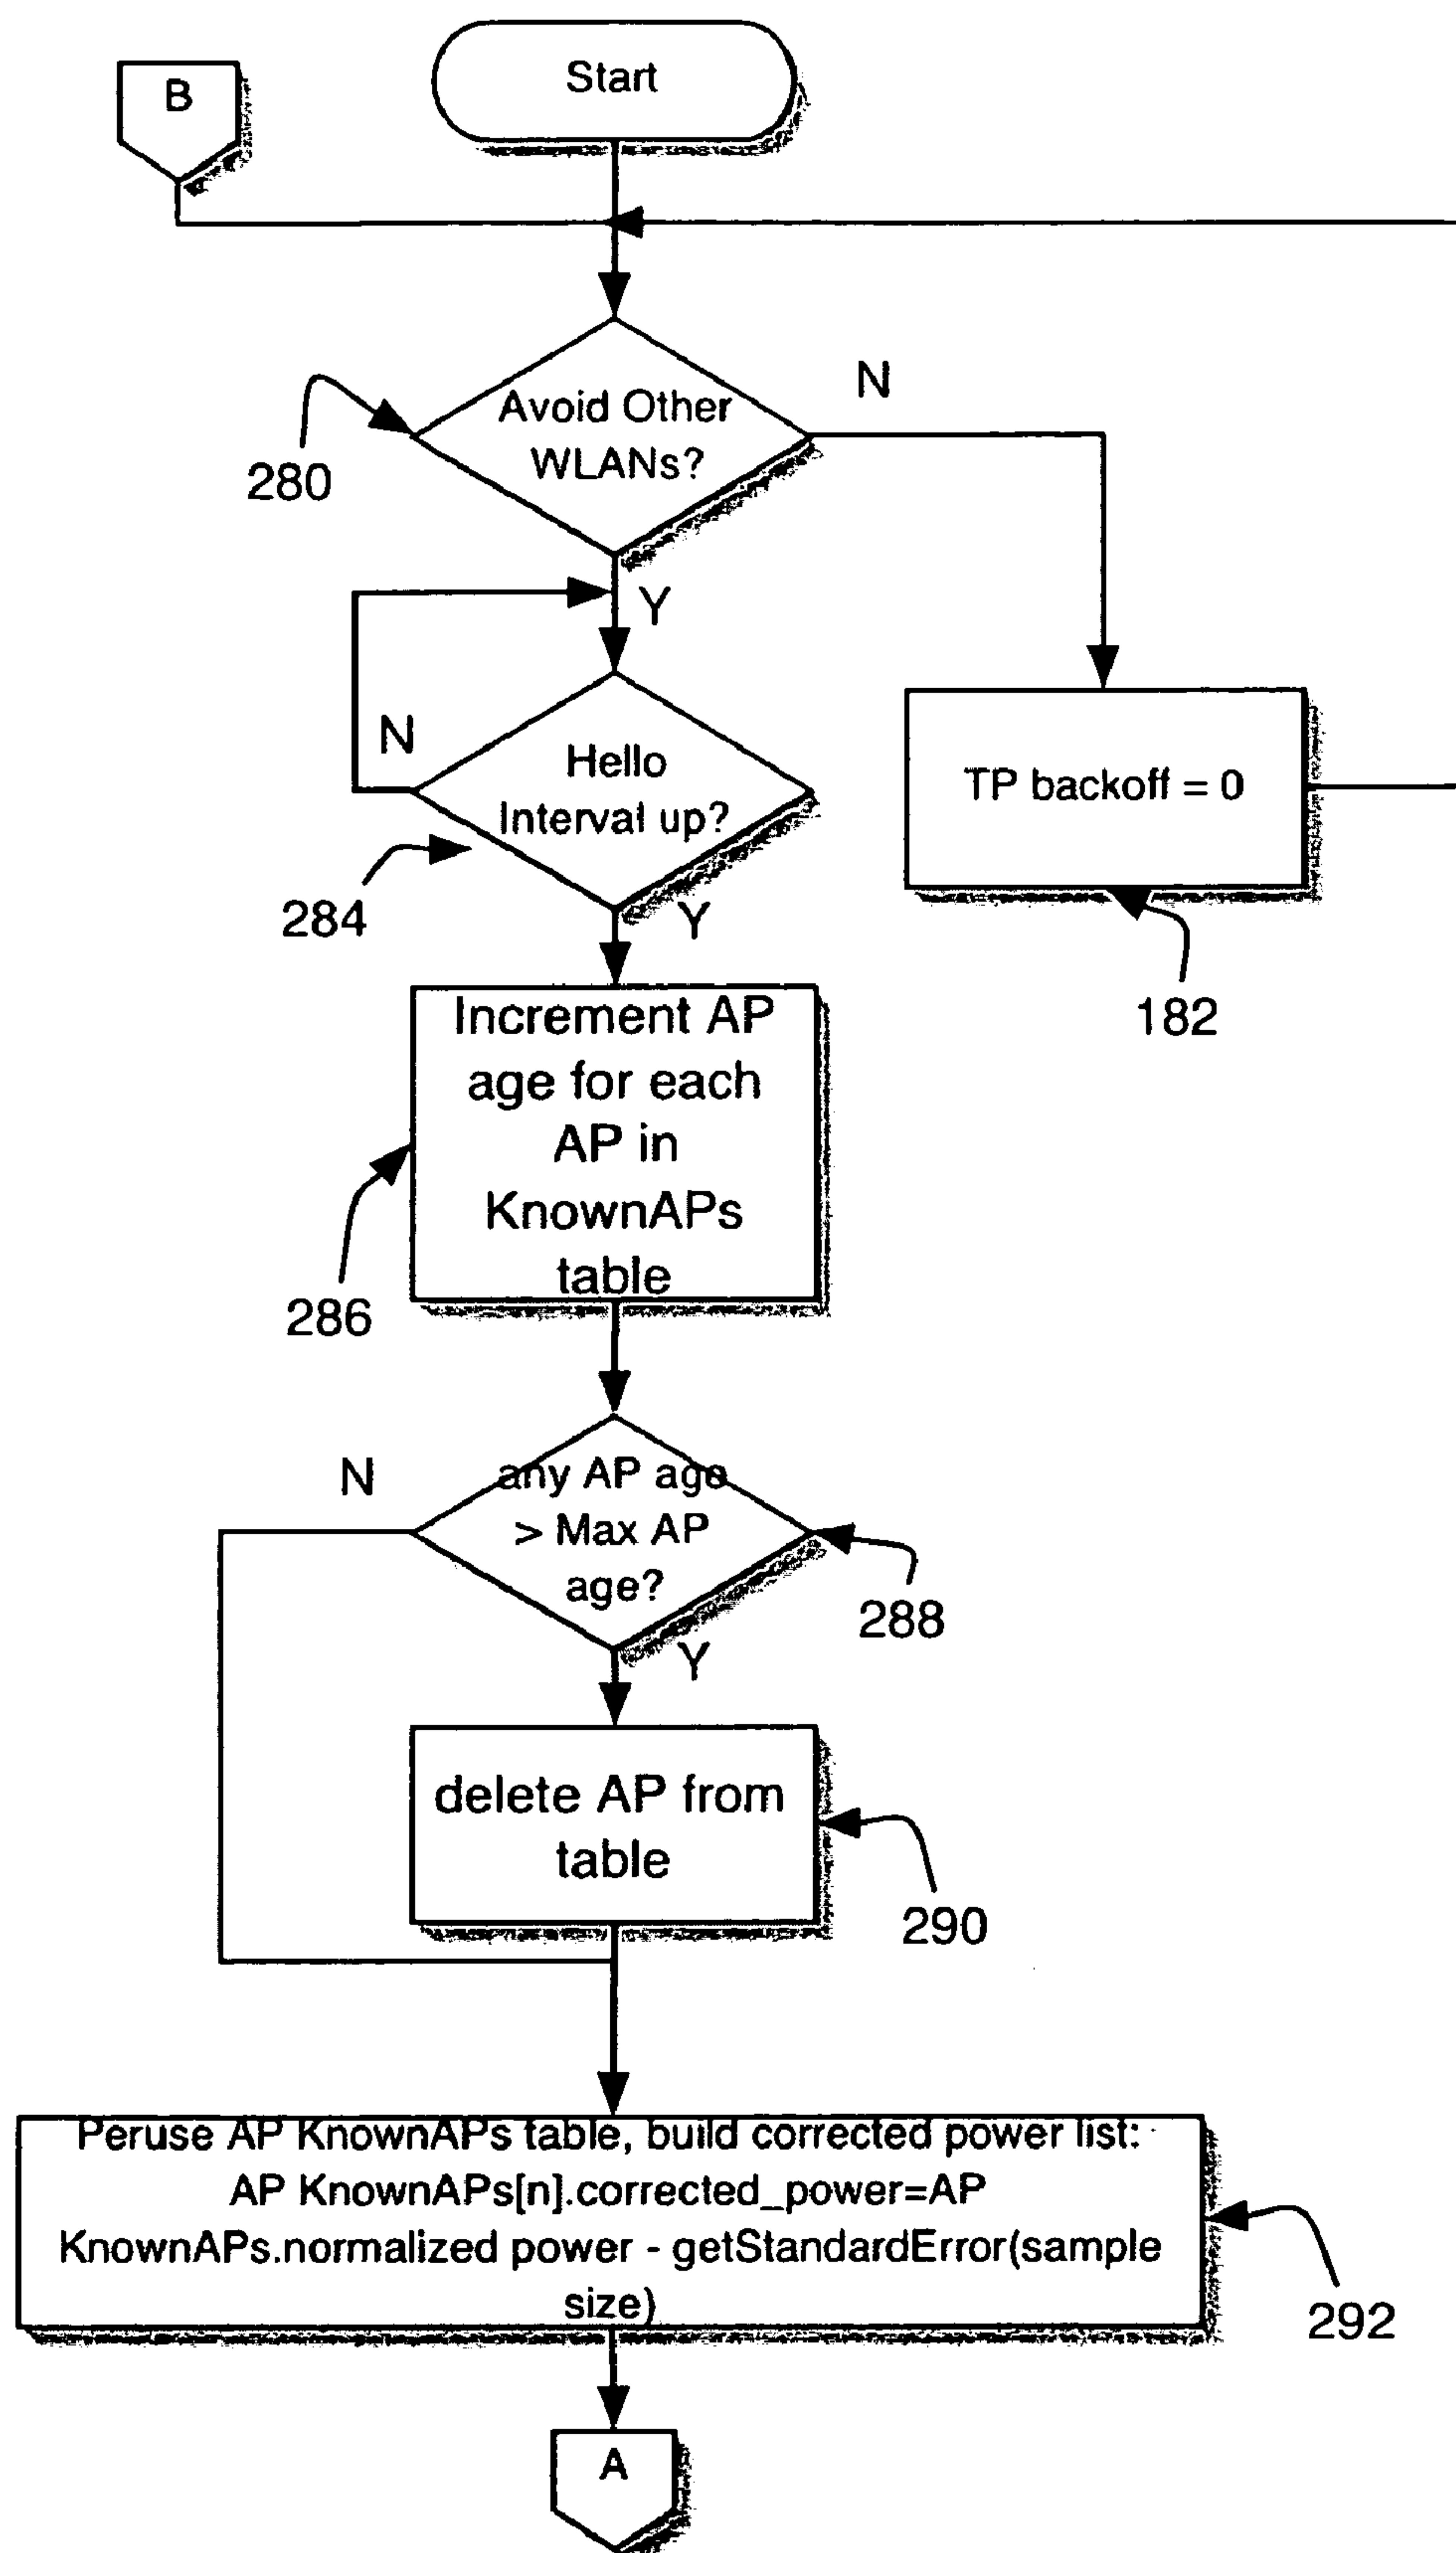 Start
B
N
Avoid Other
WLANs?
280
Y
N
Hello
Interval up?
TP backoff = 0
284
Y
182
Increment AP
age for each
AP in
KnownAPs
table
286
N
any AP age
> Max AP
age?
288
Y
delete AP from
table
290
Peruse AP KnownAPs table, build corrected power list:
AP KnownAPs[n].corrected_power=AP
KnownAPs.normalized power - getStandardError(sample
size)
292
A